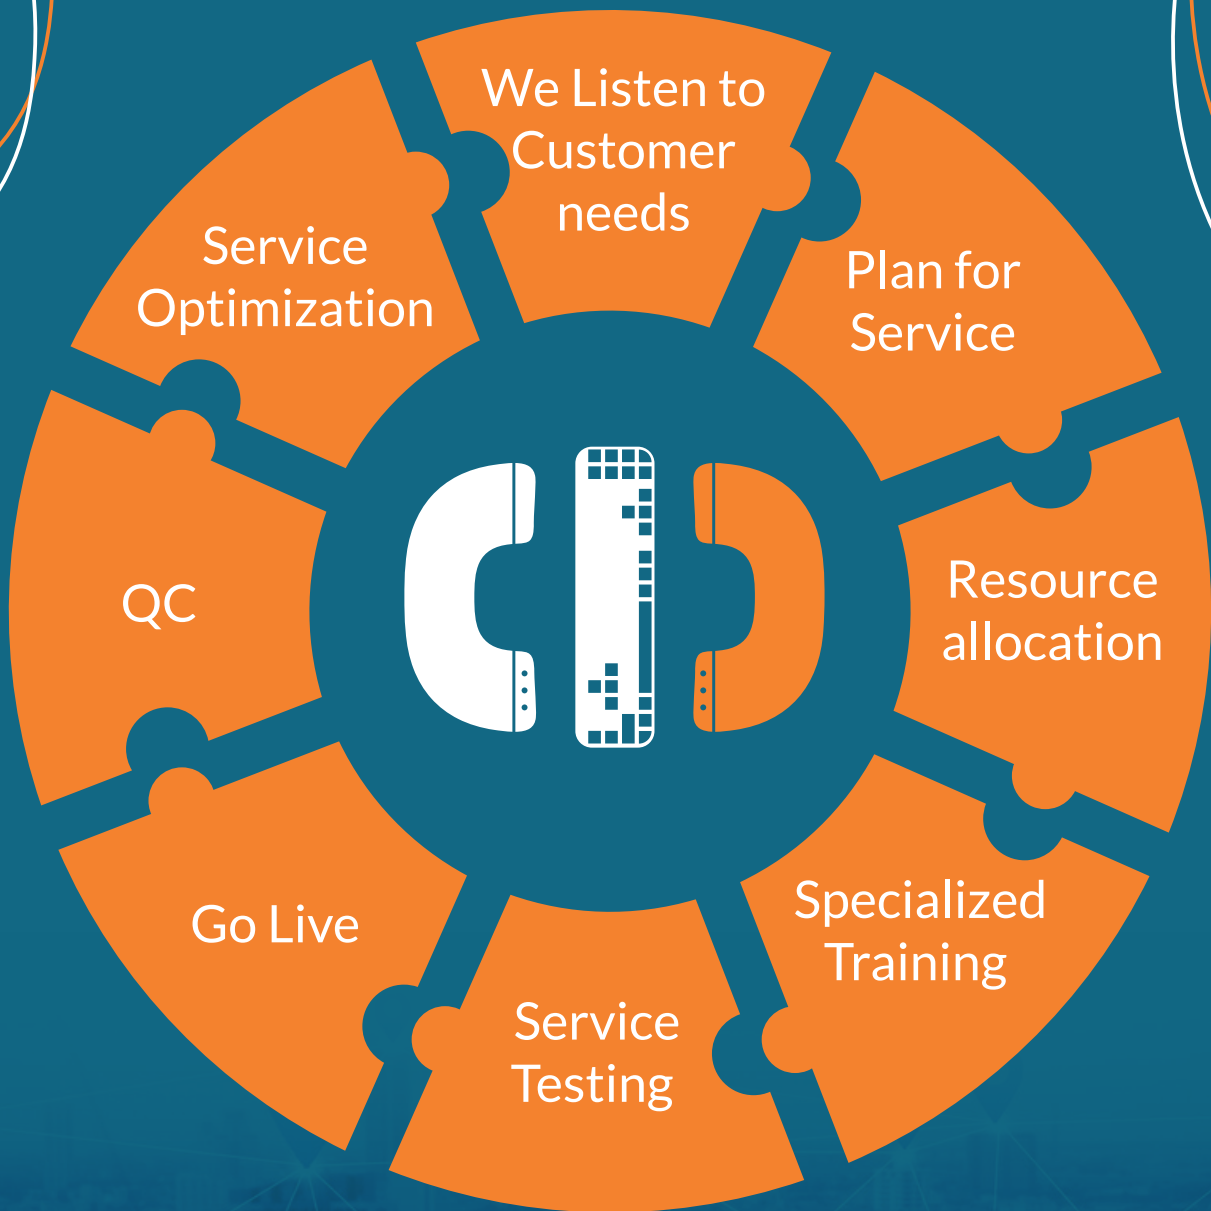 We Listen to
Customer
needs
Plan for
Service
Resource
allocation
Specialized
Training
Service
Testing
Go Live
QC
Service
Optimization